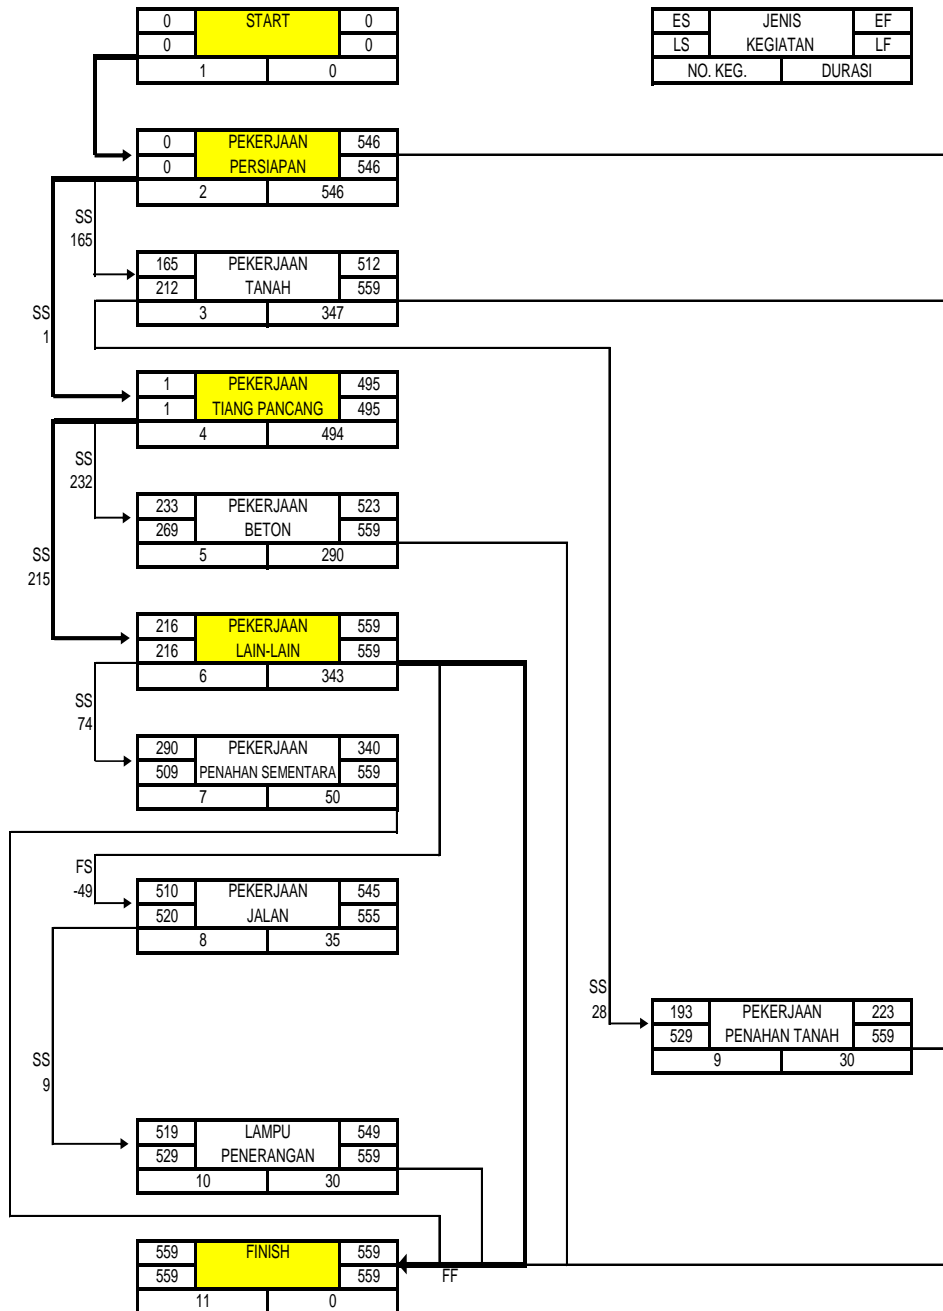 0 START 0
0 0
1 0
ES JENIS EF
LS KEGIATAN LF
NO. KEG. DURASI
0 PEKERJAAN 546
0 PERSIAPAN 546
2 546
SS
165
165 PEKERJAAN 512
212 TANAH 559
3 347
SS
1
1 PEKERJAAN 495
1 TIANG PANCANG 495
4 494
SS
232
233 PEKERJAAN 523
269 BETON 559
5 290
SS
215
216 PEKERJAAN 559
216 LAIN-LAIN 559
6 343
SS
74
290 PEKERJAAN 340
509 PENAHAN SEMENTARA 559
7 50
FS
-49
510 PEKERJAAN 545
520 JALAN 555
8 35
SS
28
193 PEKERJAAN 223
529 PENAHAN TANAH 559
9 30
SS
9
519 LAMPU 549
529 PENERANGAN 559
10 30
559 FINISH 559
559 559
FF
11 0